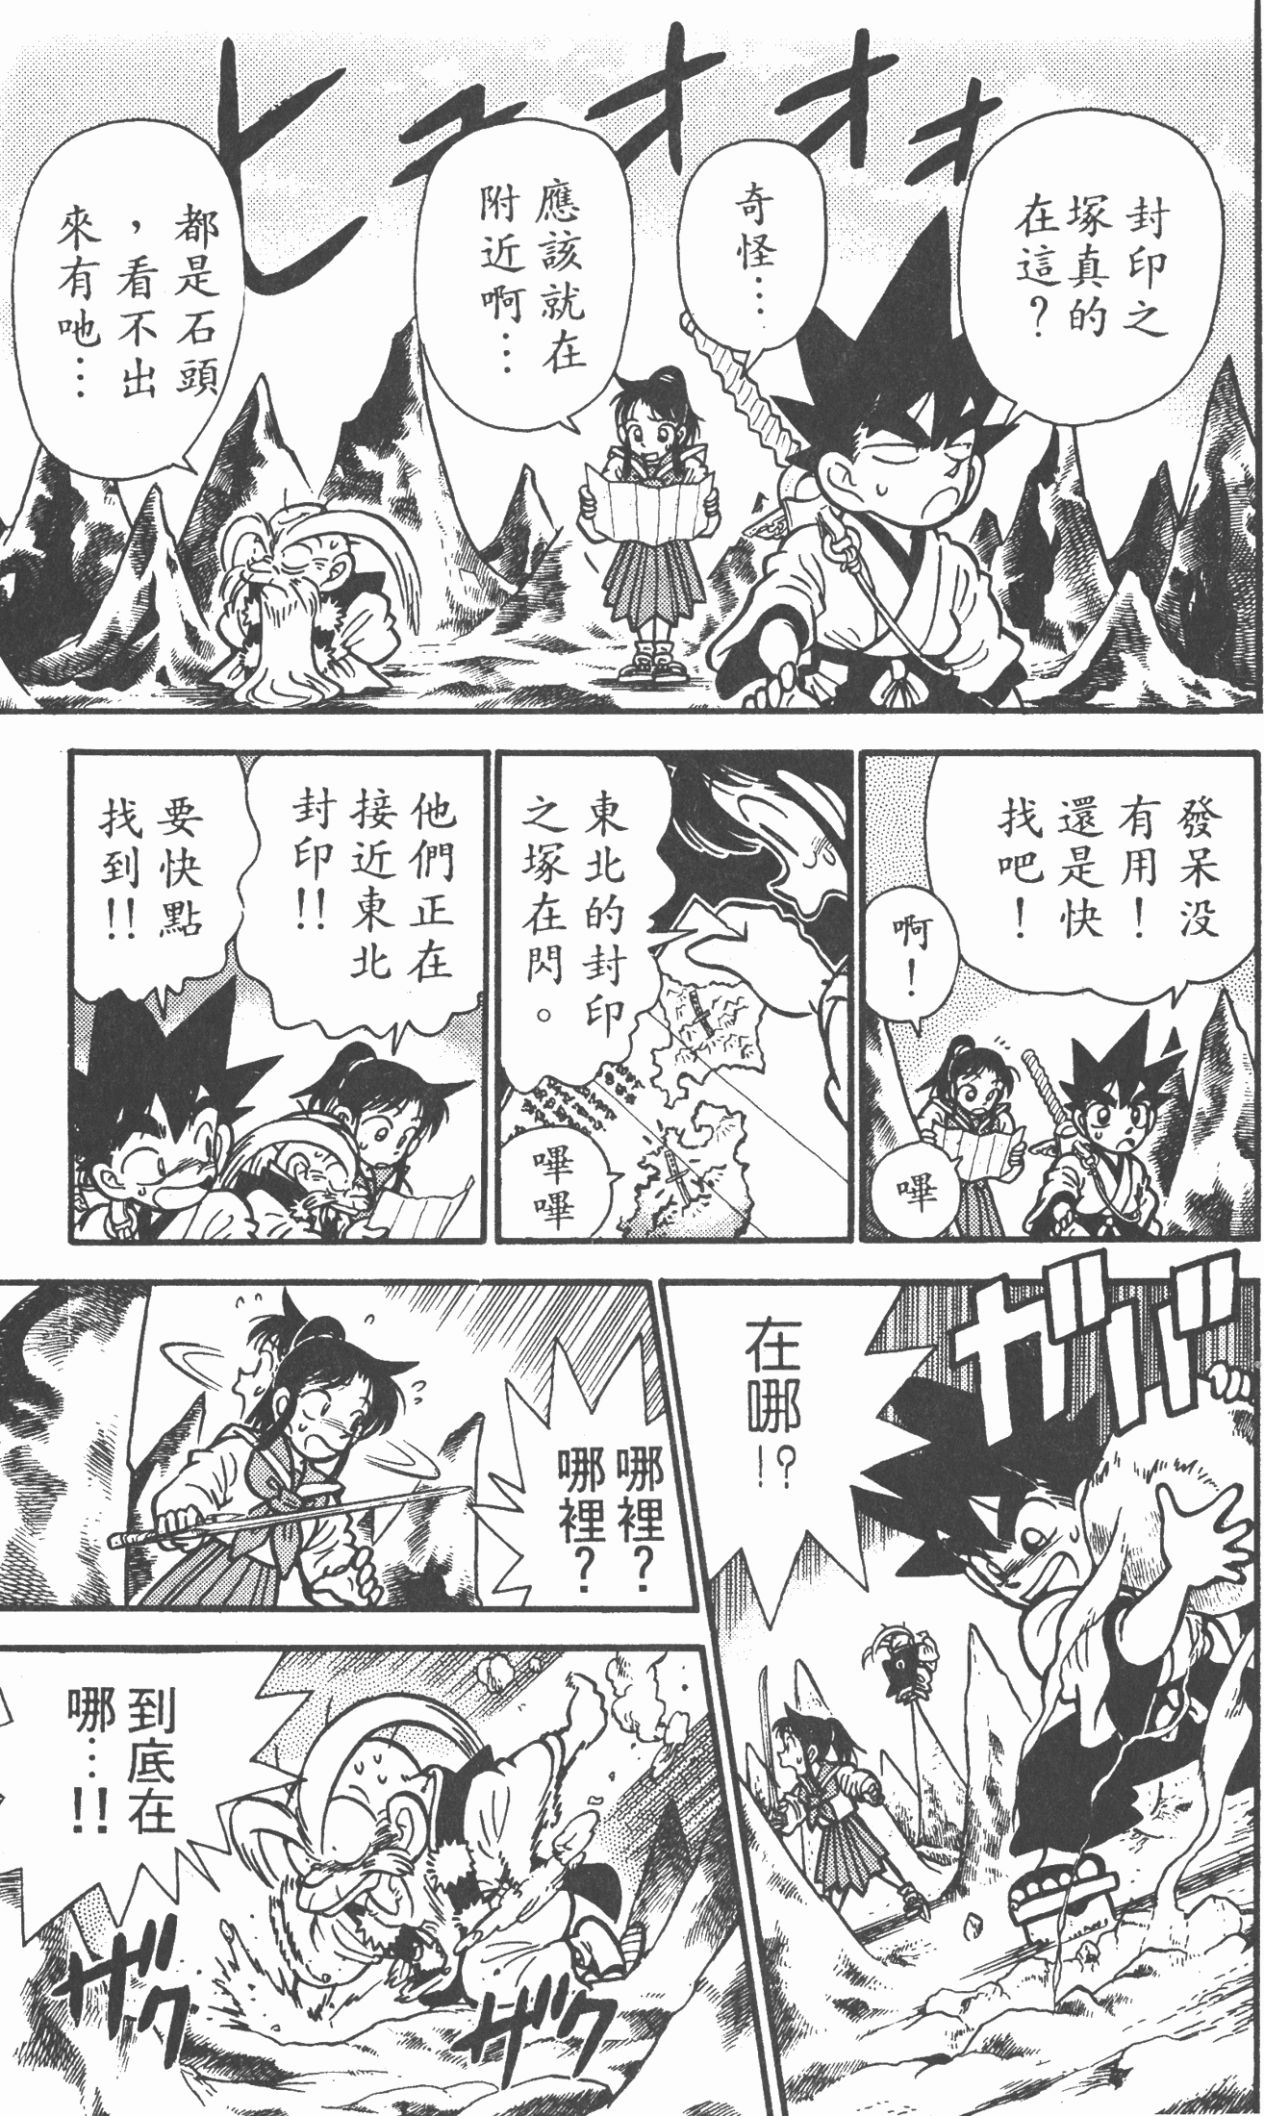 ヒュオオォ
封印之
塚真的
在這？
奇怪…
應該就在
附近啊…
都是石頭
，看不出
來有吔…
發呆没
有用！
還是快
找吧！
啊！
嗶
東北的封印
之塚在閃。
嗶
嗶
他們正在
接近東北
封印!!
要快點
找到!!
ガバッ
在哪!?
哪裡？
哪裡？
到底在
哪…!!
ザク
ザク